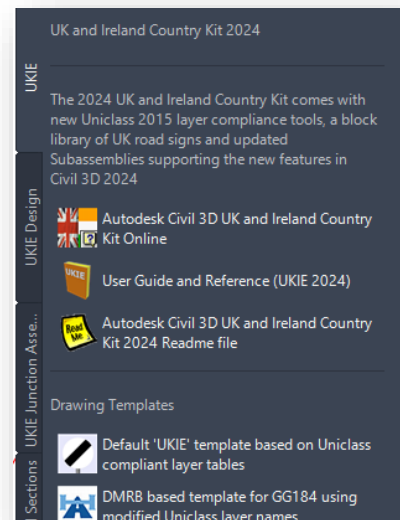 UK and Ireland Country Kit 2024
UKIE
The 2024 UK and Ireland Country Kit comes with
new Uniclass 2015 layer compliance tools, a block
library of UK road signs and updated
Subassemblies supporting the new features in
Civil 3D 2024
UKIE Design
Autodesk Civil 3D UK and Ireland Country
Kit Online
UKIE
User Guide and Reference (UKIE 2024)
Read
Me
Autodesk Civil 3D UK and Ireland Country
Kit 2024 Readme file
UKIE Junction Asse...
Drawing Templates
Default 'UKIE' template based on Uniclass
compliant layer tables
Sections
DMRB based template for GG184 using
modified Uniclass layer names